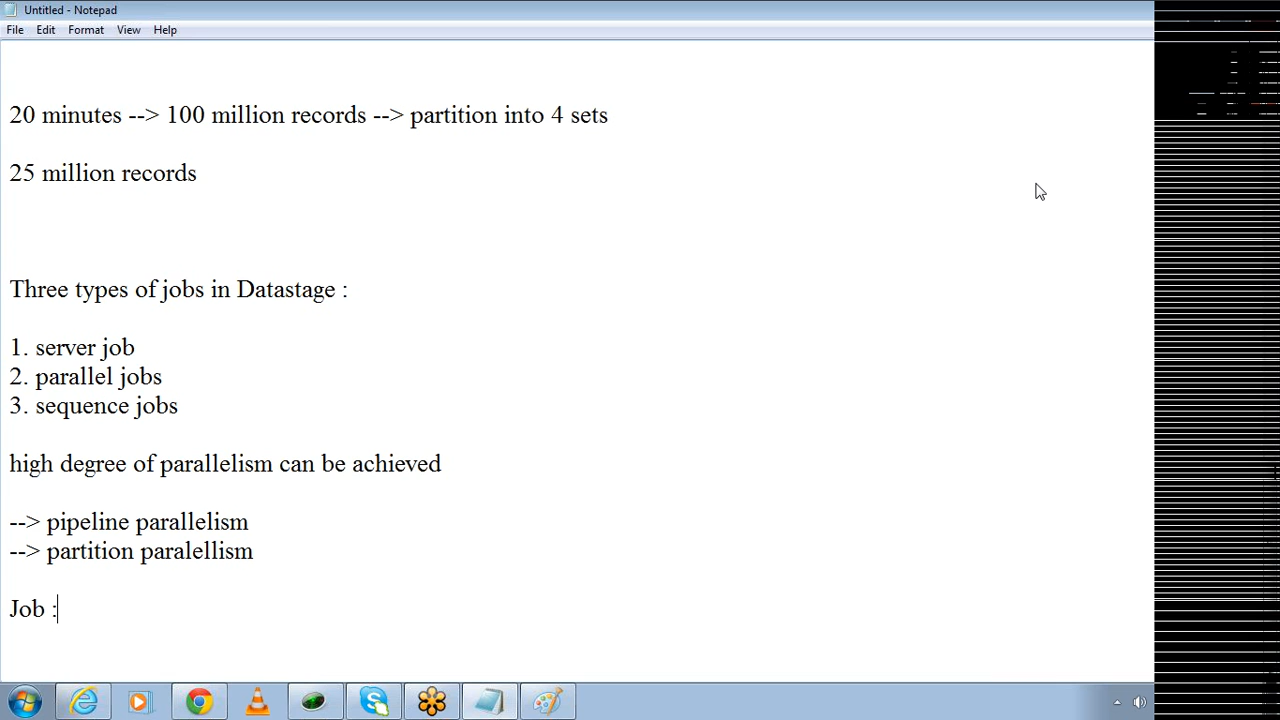 Untitled - Notepad
File Edit Format View Help
20 minutes --> 100 million records --> partition into 4 sets
25 million records
Three types of jobs in Datastage :
1. server job
2. parallel jobs
3. sequence jobs
high degree of parallelism can be achieved
--> pipeline parallelism
--> partition paralellism
Job :